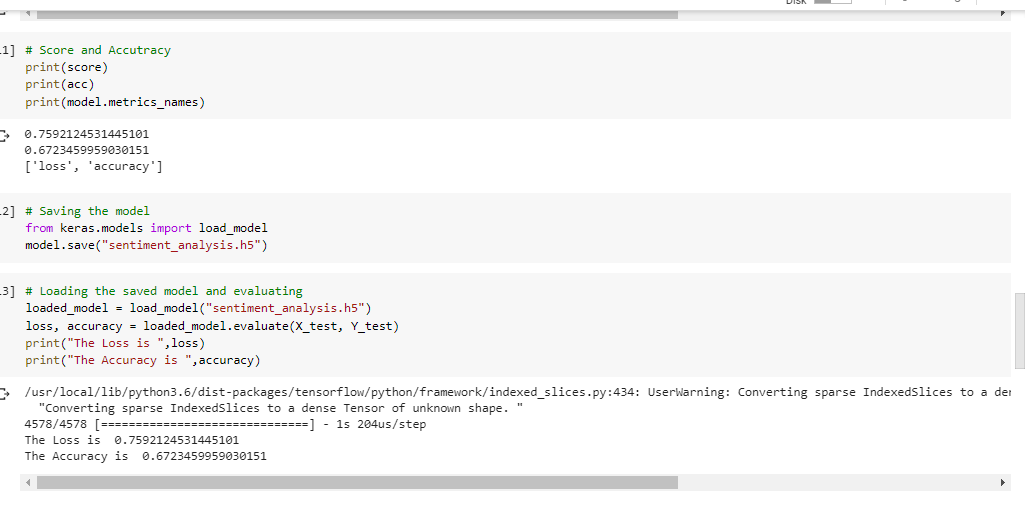 Disk
1] # Score and Accutracy
print(score)
print(acc)
print(model.metrics_names)
0.7592124531445101
0.6723459959030151
['loss', 'accuracy']
2] # Saving the model
from keras.models import load_model
model.save("sentiment_analysis.h5")
3] # Loading the saved model and evaluating
loaded_model = load_model("sentiment_analysis.h5")
loss, accuracy = loaded_model.evaluate(X_test, Y_test)
print("The Loss is ",loss)
print("The Accuracy is ",accuracy)
/usr/local/lib/python3.6/dist-packages/tensorflow/python/framework/indexed_slices.py:434: UserWarning: Converting sparse IndexedSlices to a der
"Converting sparse IndexedSlices to a dense Tensor of unknown shape. "
4578/4578 [==============================] - 1s 204us/step
The Loss is  0.7592124531445101
The Accuracy is  0.6723459959030151